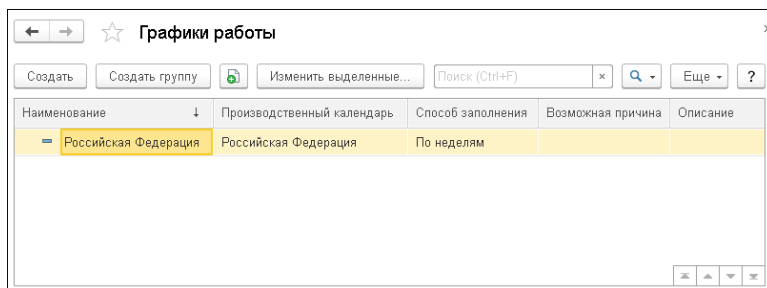 Графики работы
Создать Создать группу Изменить выделенные... Поиск (Ctrl+F) × Еще ?
Наименование ↓ Производственный календарь Способ заполнения Возможная причина Описание
Российская Федерация Российская Федерация По неделям